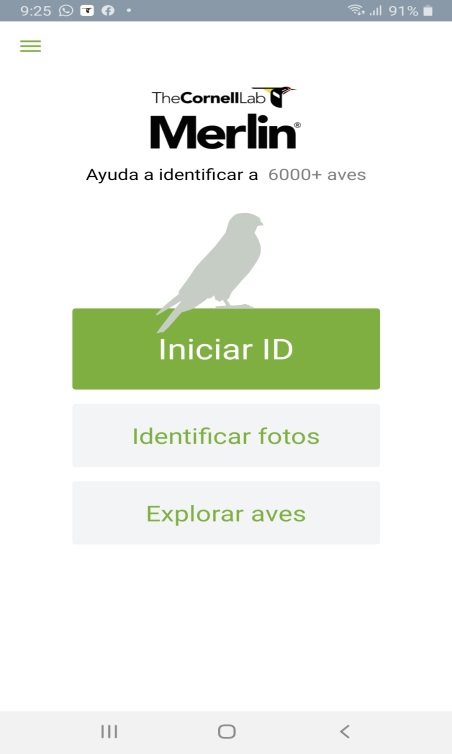 9:25 91%
TheCornellLab
Merlin®
Ayuda a identificar a 6000+ aves
Iniciar ID
Identificar fotos
Explorar aves